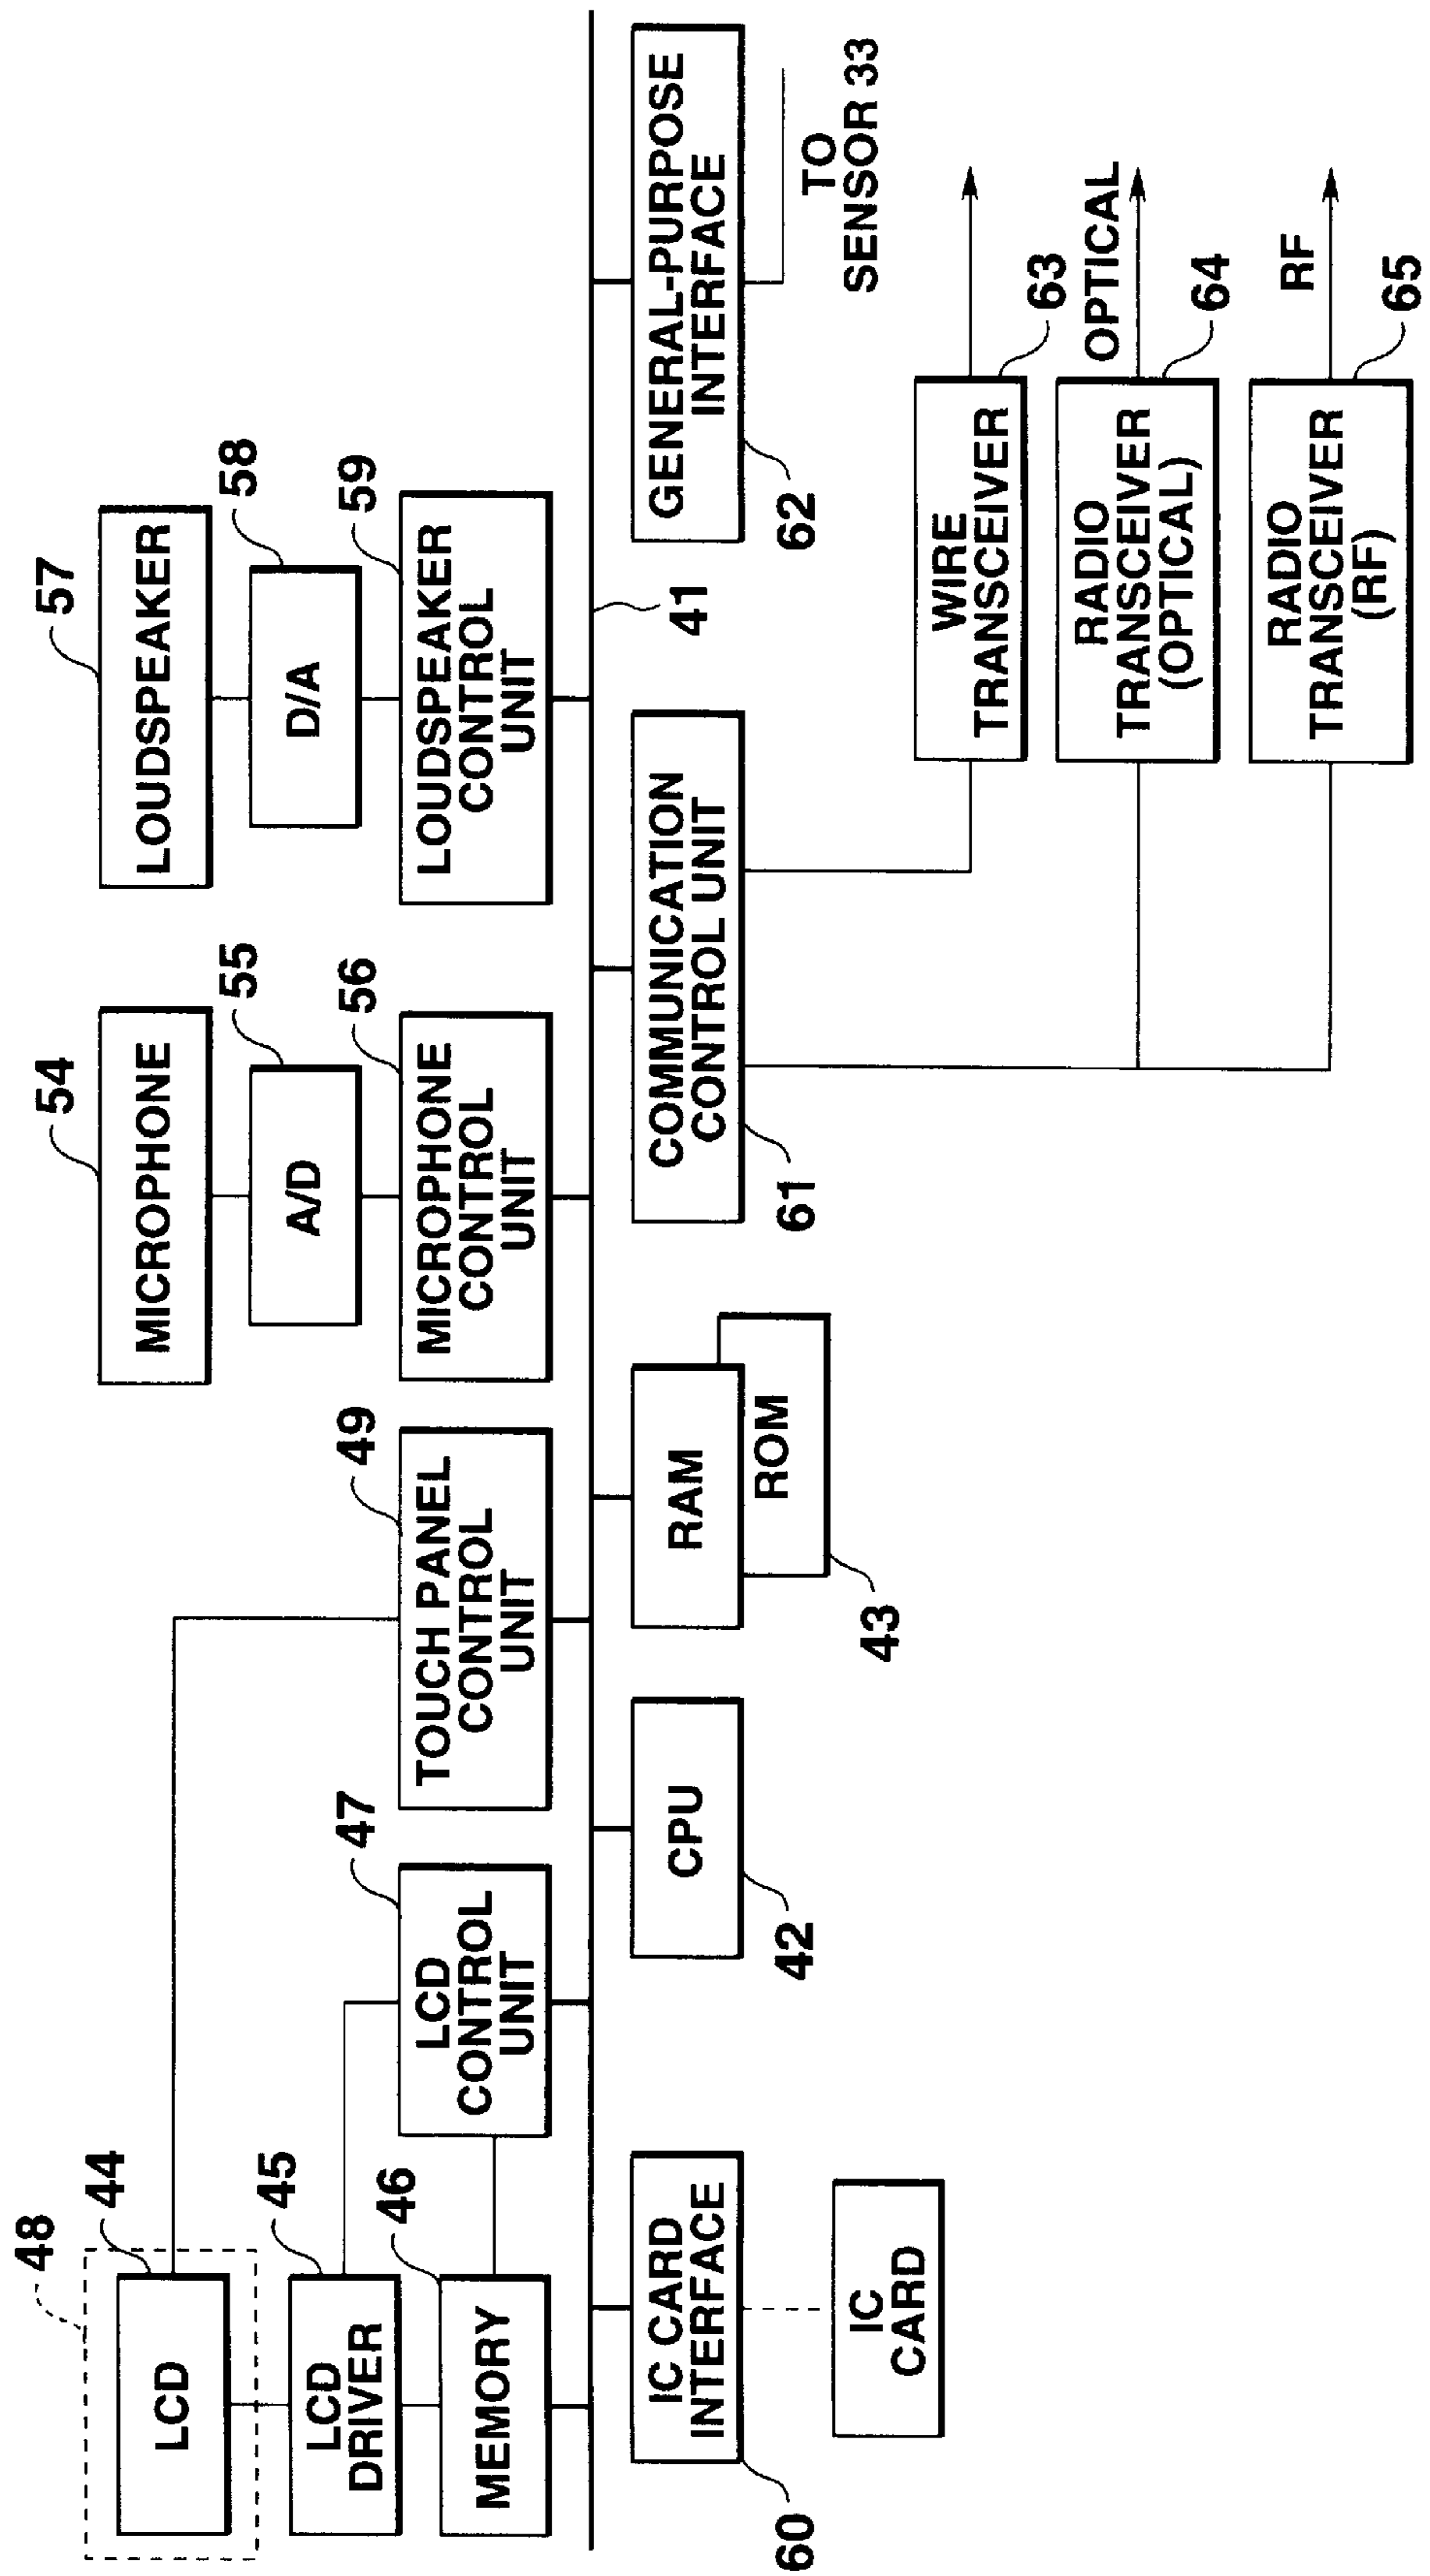 48
44
LCD
45
LCD
DRIVER
46
MEMORY
47
LCD
CONTROL
UNIT
49
TOUCH PANEL
CONTROL
UNIT
54
MICROPHONE
55
A/D
56
MICROPHONE
CONTROL
UNIT
57
LOUDSPEAKER
58
D/A
59
LOUDSPEAKER
CONTROL
UNIT
41
60
IC CARD
INTERFACE
IC
CARD
CPU
42
RAM
ROM
43
COMMUNICATION
CONTROL UNIT
61
GENERAL-PURPOSE
INTERFACE
62
TO
SENSOR 33
WIRE
TRANSCEIVER
63
RADIO
TRANSCEIVER
(OPTICAL)
OPTICAL
64
RADIO
TRANSCEIVER
(RF)
RF
65